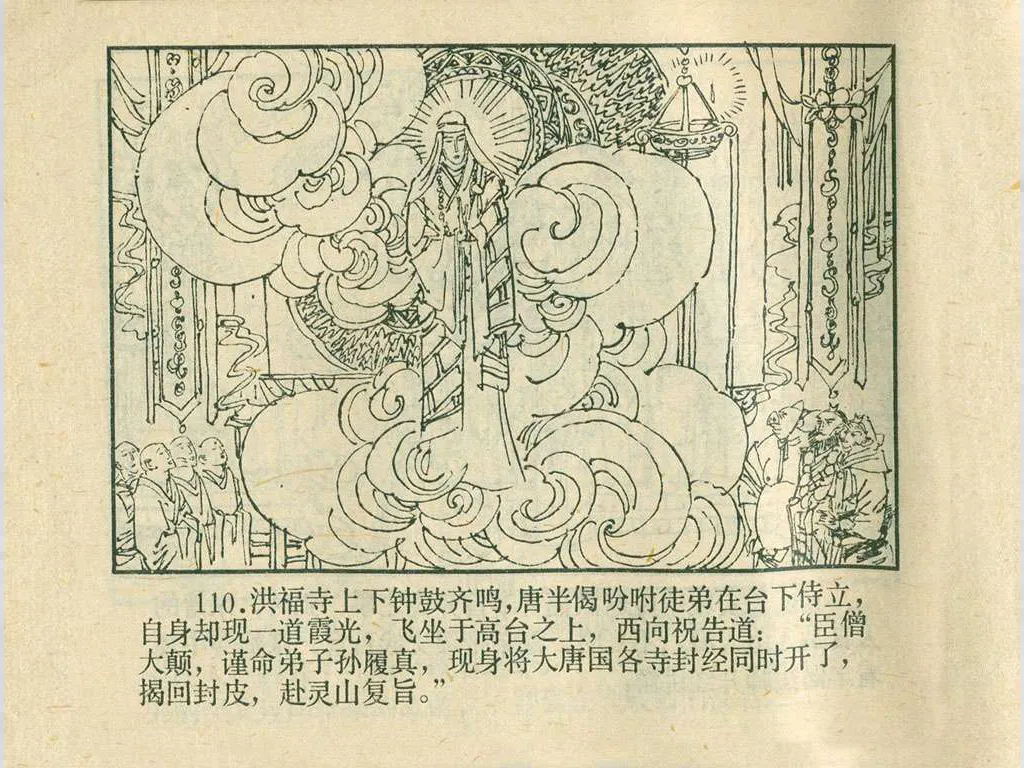 110.洪福寺上下钟鼓齐鸣,唐半偈吩咐徒弟在台下侍立,
自身却现一道霞光，飞坐于高台之上，西向祝告道：“臣僧
大颠，谨命弟子孙履真，现身将大唐国各寺封经同时开了，
揭回封皮，赴灵山复旨。”